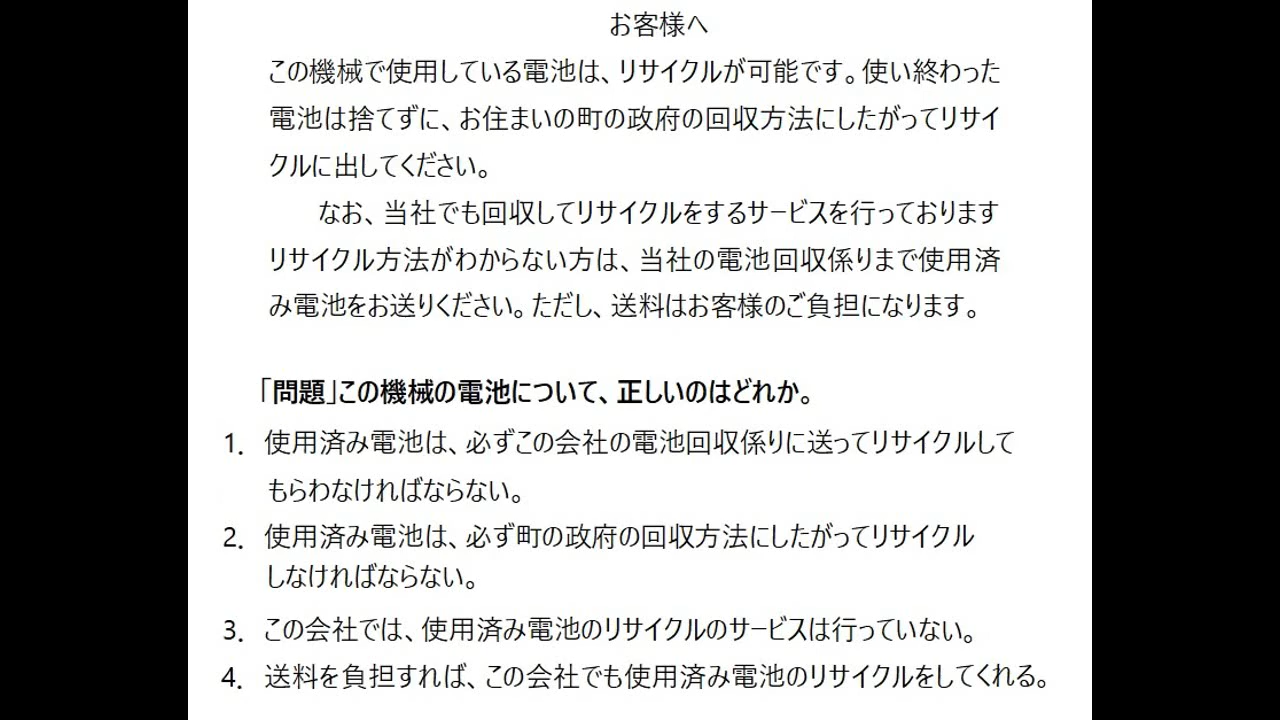 お客様へ
この機械で使用している電池は、リサイクルが可能です。使い終わった
電池は捨てずに、お住まいの町の政府の回収方法にしたがってリサイ
クルに出してください。
なお、当社でも回収してリサイクルをするサービスを行っております
リサイクル方法がわからない方は、当社の電池回収係りまで使用済
み電池をお送りください。ただし、送料はお客様のご負担になります。
「問題」この機械の電池について、正しいのはどれか。
1. 使用済み電池は、必ずこの会社の電池回収係りに送ってリサイクルして
もらわなければならない。
2. 使用済み電池は、必ず町の政府の回収方法にしたがってリサイクル
しなければならない。
3. この会社では、使用済み電池のリサイクルのサービスは行っていない。
4. 送料を負担すれば、この会社でも使用済み電池のリサイクルをしてくれる。